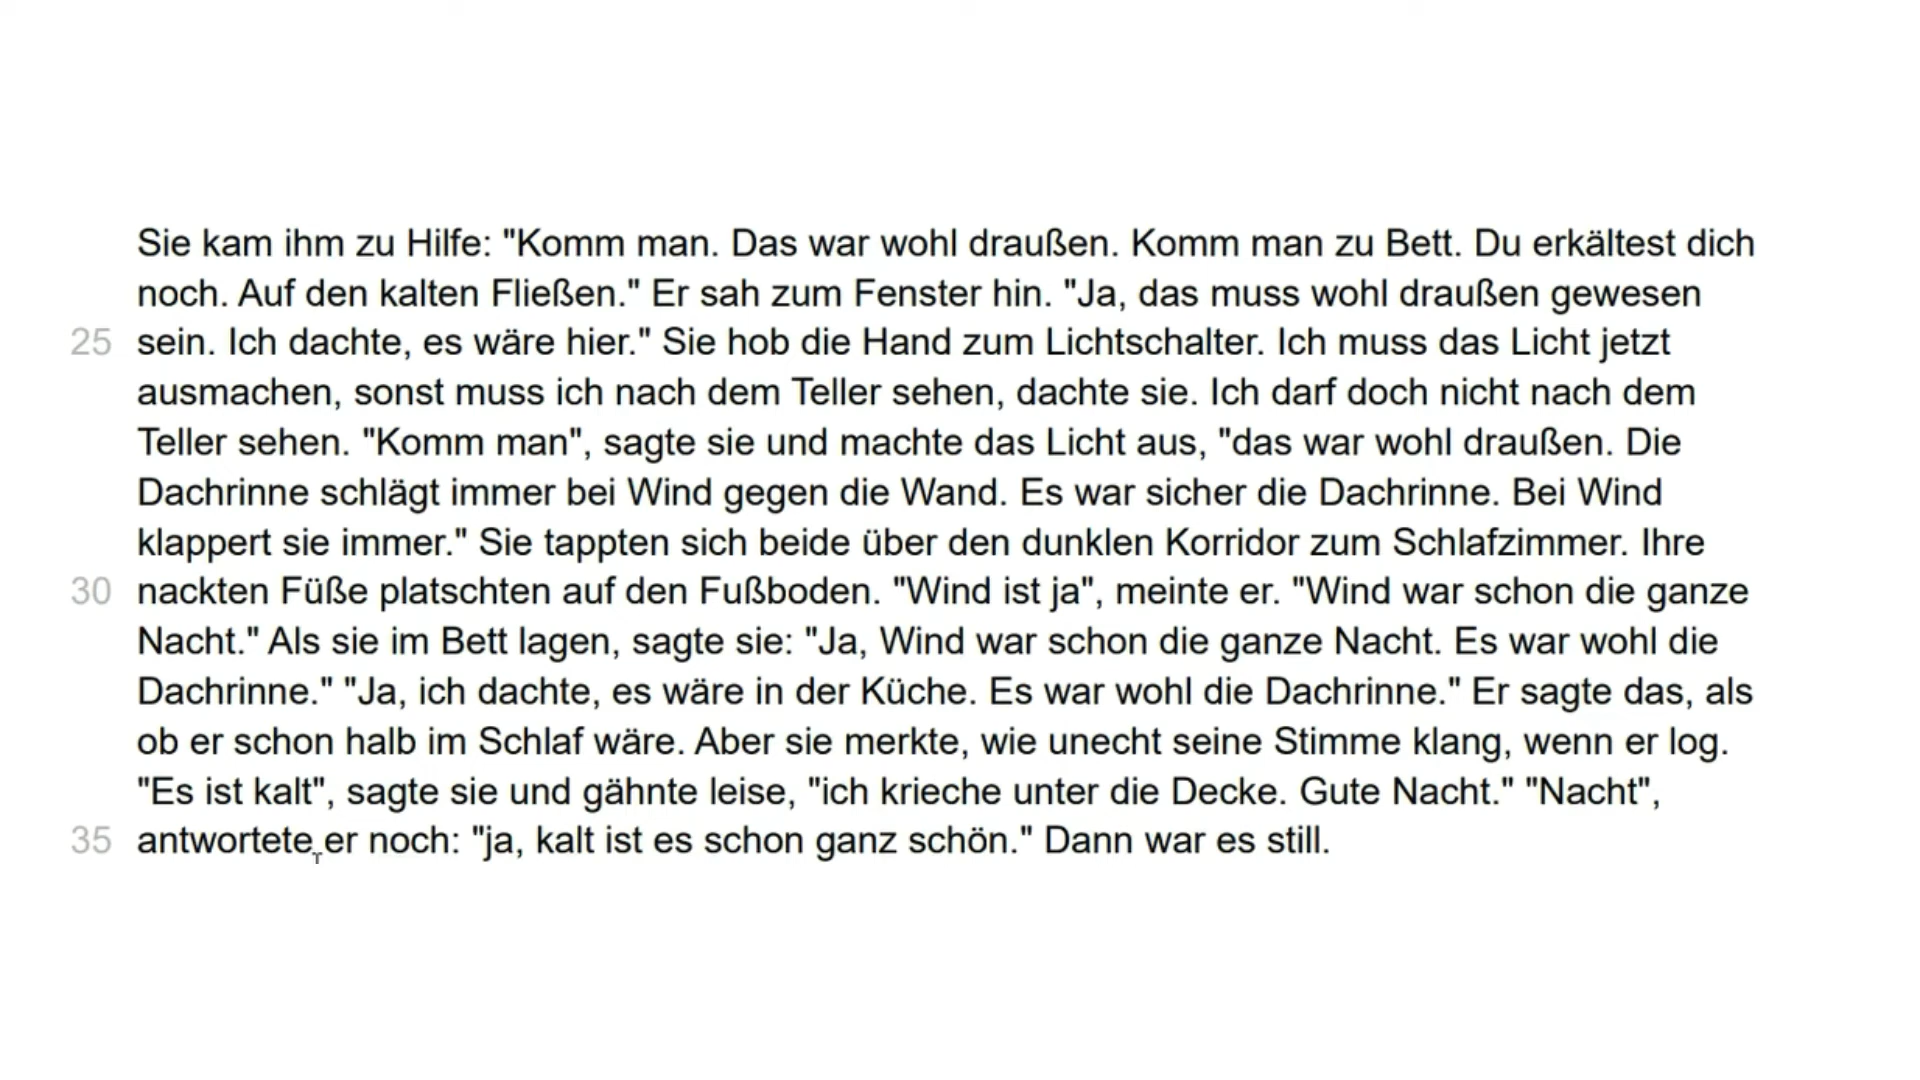 Sie kam ihm zu Hilfe: "Komm man. Das war wohl draußen. Komm man zu Bett. Du erkältest dich
noch. Auf den kalten Fließen." Er sah zum Fenster hin. "Ja, das muss wohl draußen gewesen
25 sein. Ich dachte, es wäre hier." Sie hob die Hand zum Lichtschalter. Ich muss das Licht jetzt
ausmachen, sonst muss ich nach dem Teller sehen, dachte sie. Ich darf doch nicht nach dem
Teller sehen. "Komm man", sagte sie und machte das Licht aus, "das war wohl draußen. Die
Dachrinne schlägt immer bei Wind gegen die Wand. Es war sicher die Dachrinne. Bei Wind
klappert sie immer." Sie tappten sich beide über den dunklen Korridor zum Schlafzimmer. Ihre
30 nackten Füße platschten auf den Fußboden. "Wind ist ja", meinte er. "Wind war schon die ganze
Nacht." Als sie im Bett lagen, sagte sie: "Ja, Wind war schon die ganze Nacht. Es war wohl die
Dachrinne." "Ja, ich dachte, es wäre in der Küche. Es war wohl die Dachrinne." Er sagte das, als
ob er schon halb im Schlaf wäre. Aber sie merkte, wie unecht seine Stimme klang, wenn er log.
"Es ist kalt", sagte sie und gähnte leise, "ich krieche unter die Decke. Gute Nacht." "Nacht",
35 antwortete er noch: "ja, kalt ist es schon ganz schön." Dann war es still.